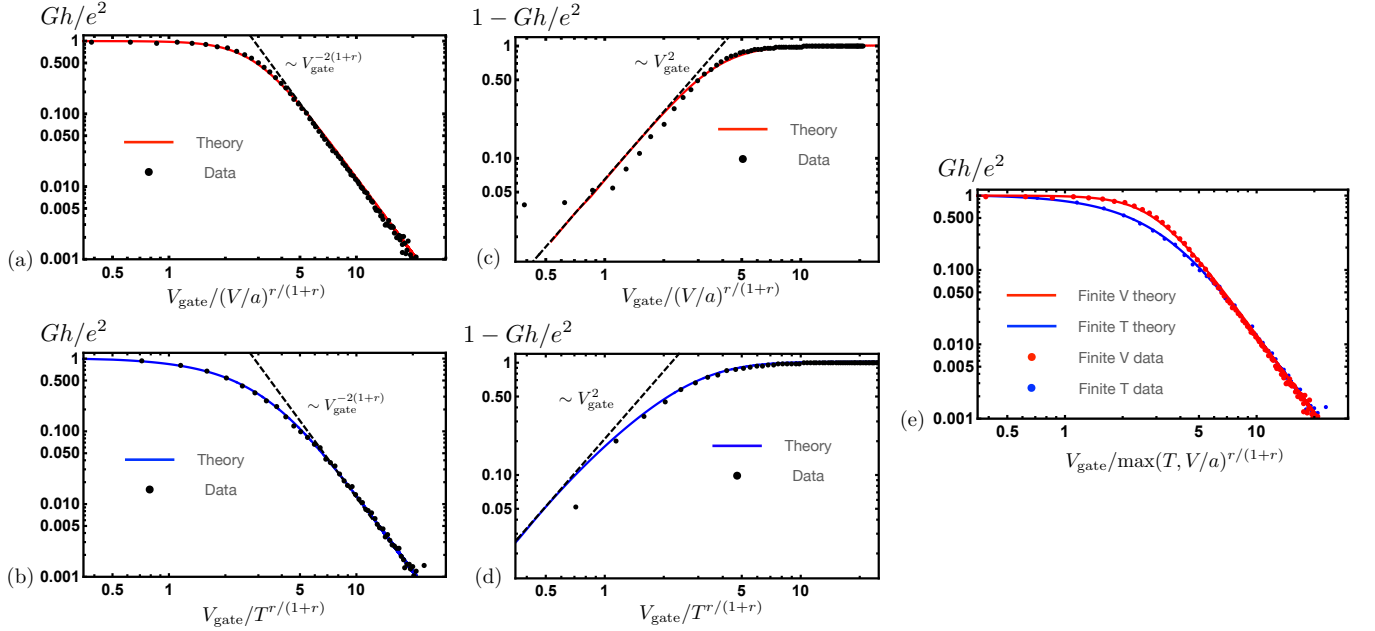 Gh/e²
1
0.500
0.100
0.050
0.010
0.005
0.001
∼ V_gate^{-2(1+r)}
Theory
Data
(a)
0.5 1 5 10
V_gate/(V/a)^{r/(1+r)}
1 − Gh/e²
1
0.50
0.10
0.05
∼ V_gate^2
Theory
Data
(c)
0.5 1 5 10
V_gate/(V/a)^{r/(1+r)}
Gh/e²
1
0.500
0.100
0.050
0.010
0.005
0.001
∼ V_gate^{-2(1+r)}
Theory
Data
(b)
0.5 1 5 10
V_gate/T^{r/(1+r)}
1 − Gh/e²
1
0.50
0.10
0.05
∼ V_gate^2
Theory
Data
(d)
0.5 1 5 10
V_gate/T^{r/(1+r)}
Gh/e²
1
0.500
0.100
0.050
0.010
0.005
0.001
Finite V theory
Finite T theory
Finite V data
Finite T data
(e)
0.5 1 5 10
V_gate/max(T, V/a)^{r/(1+r)}